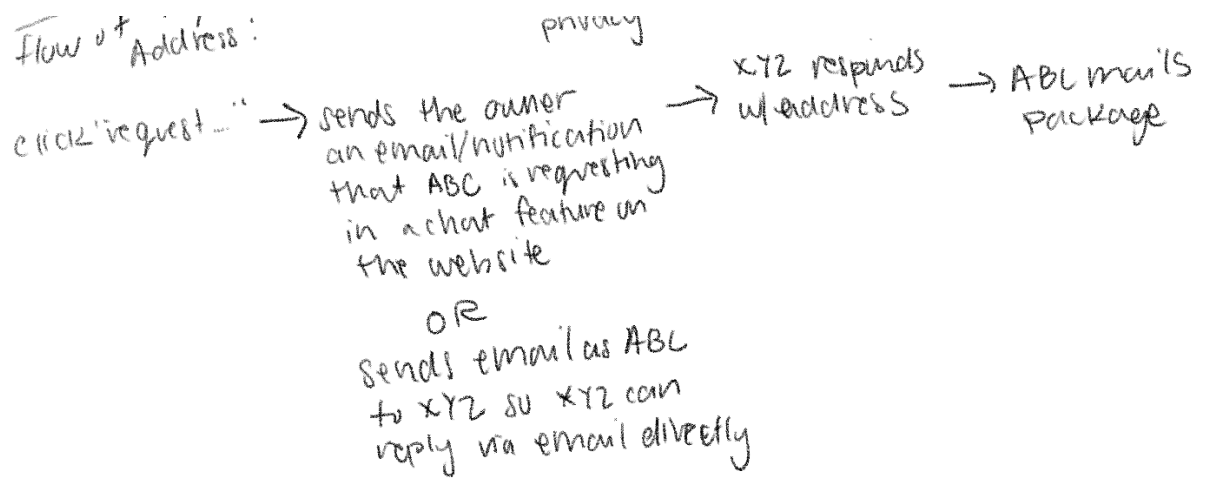 privacy
Flow of Address:
click "request..." → sends the owner
an email/notification
that ABC is requesting
in a chat feature on
the website
OR
sends email as ABC
to XYZ so XYZ can
reply via email directly
→ XYZ responds
w/ address
→ ABC mails
package